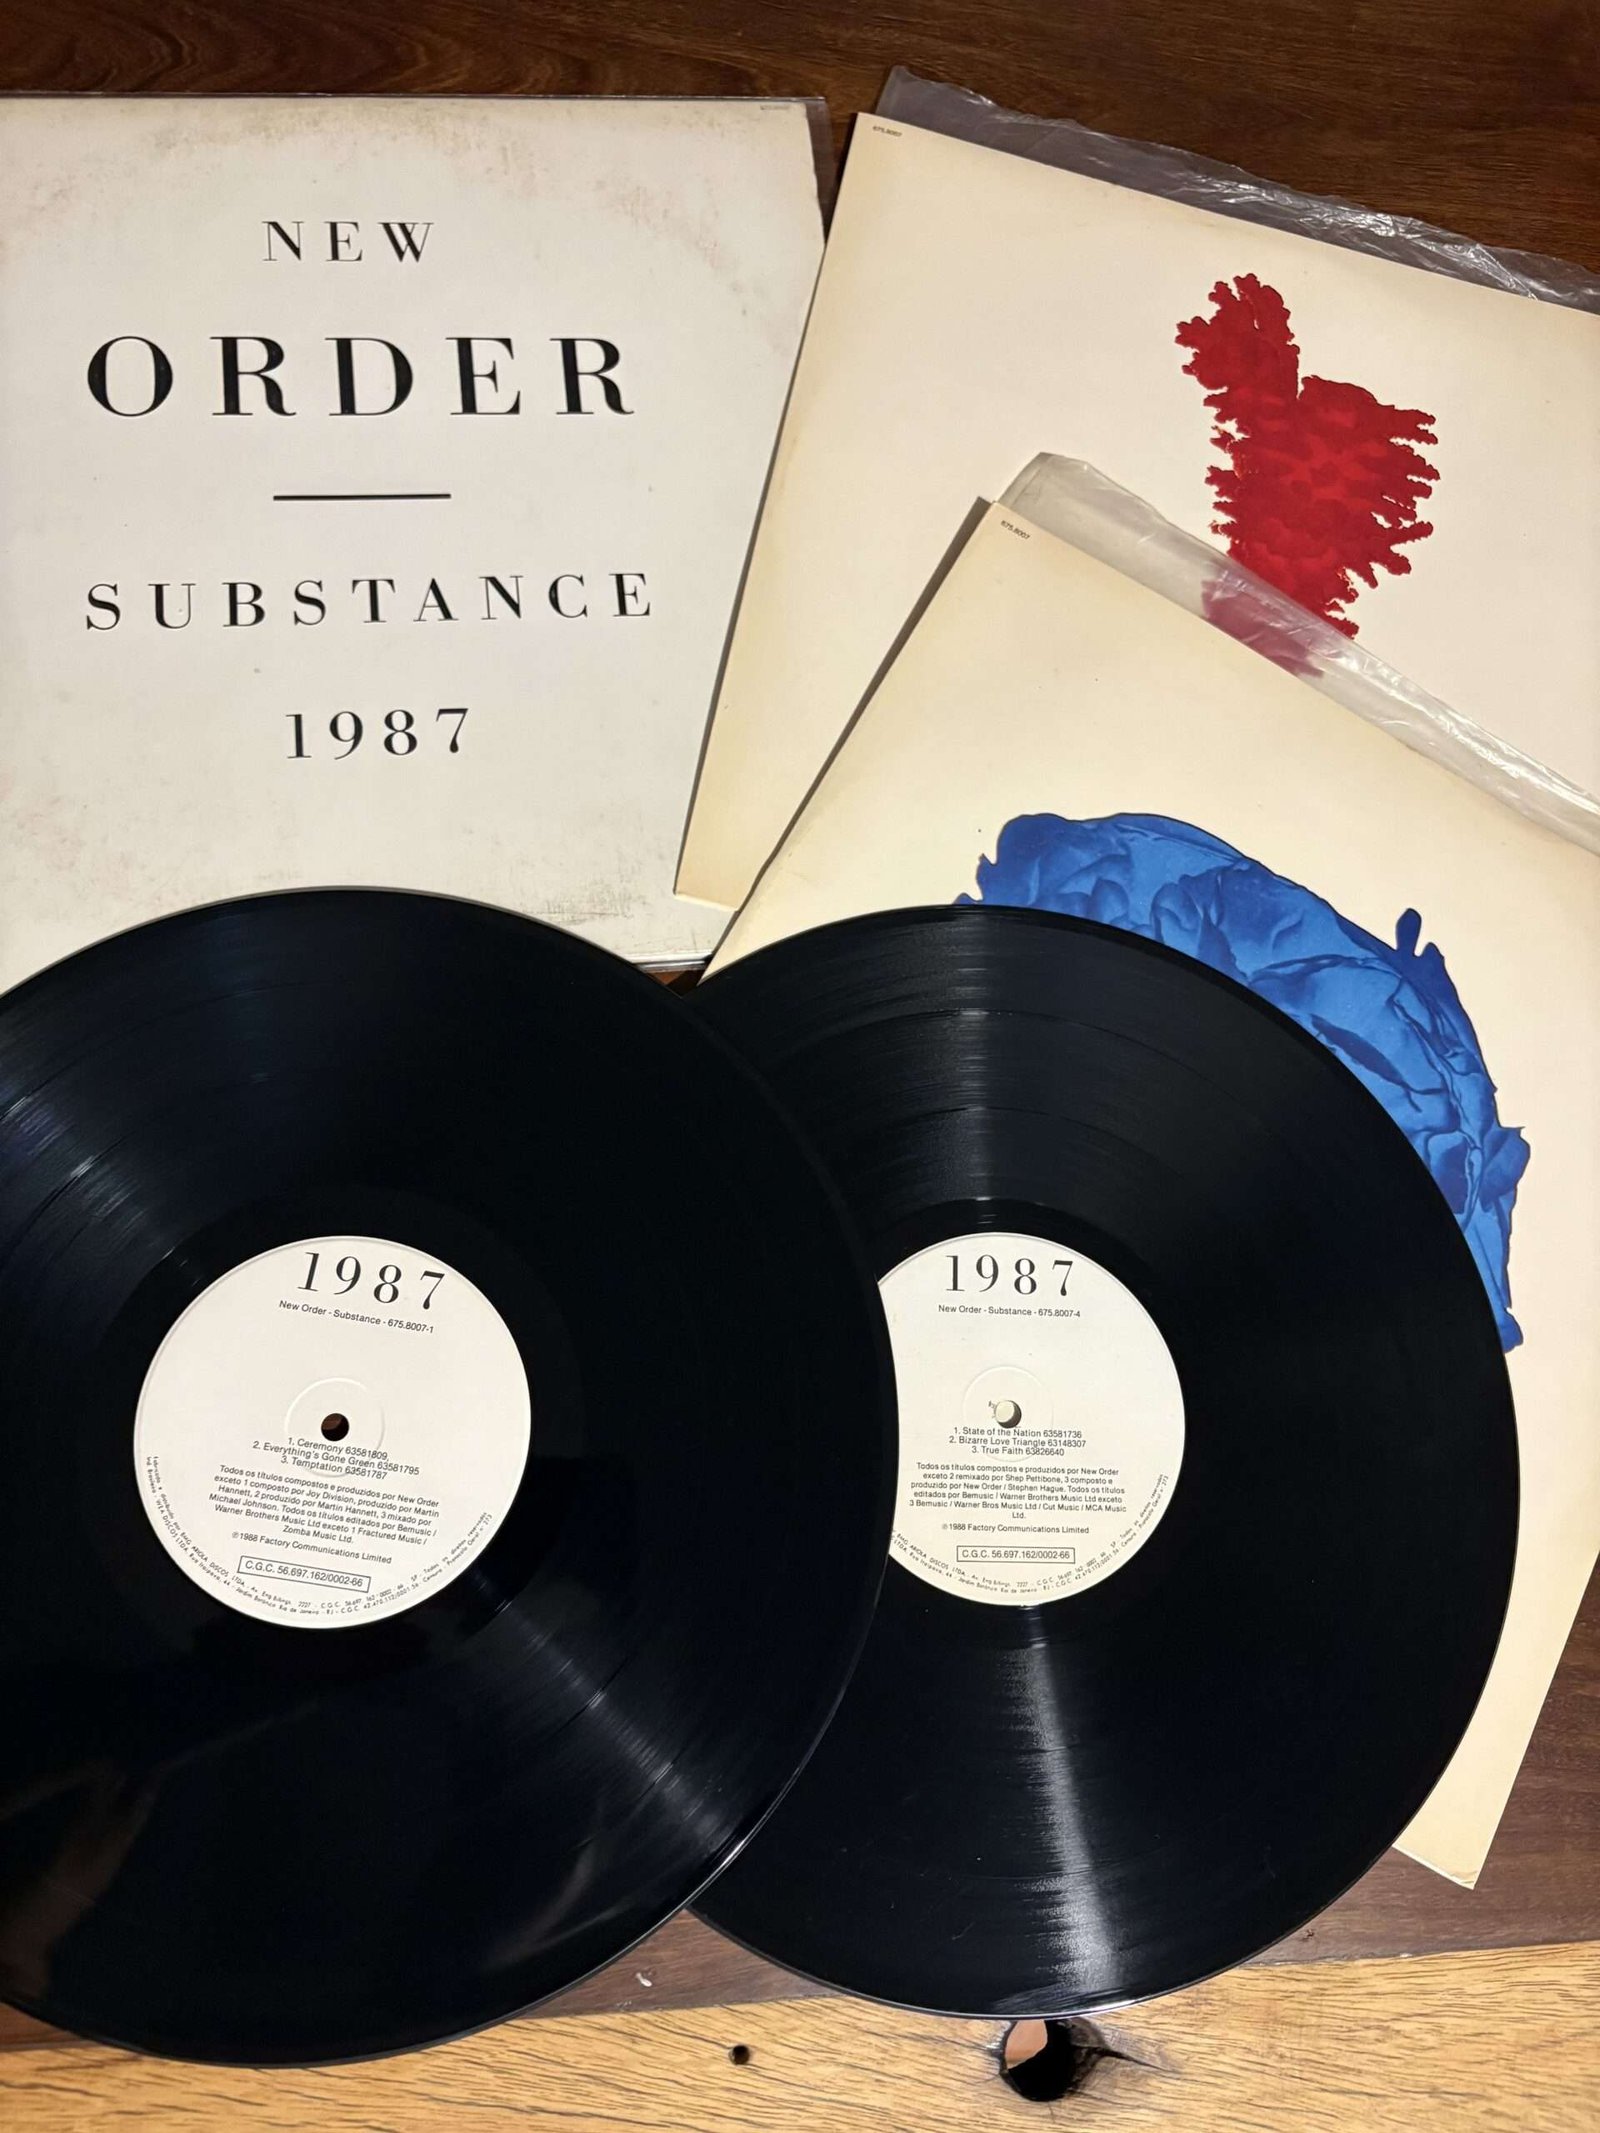 NEW
ORDER
SUBSTANCE
1987
675.8007
675.8007
1987
New Order - Substance - 675.8007-1
1. Ceremony 63581809,
2. Everything's Gone Green 63581795
3. Temptation 63581787
Todos os títulos compostos e produzidos por New Order
exceto 1 composto por Joy Division, produzido por Martin
Hannett, 2 produzido por Martin Hannett, 3 mixado por
Michael Johnson. Todos os títulos editados por Bemusic /
Warner Brothers Music Ltd exceto 1 Fractured Music /
Zomba Music Ltd.
℗1988 Factory Communications Limited
C.G.C. 56.697.162/0002-66
1987
New Order - Substance - 675.8007-4
1. State of the Nation 63581736
2. Bizarre Love Triangle 63148307
3. True Faith 63826640
Todos os títulos compostos e produzidos por New Order
exceto 2 remixado por Shep Pettibone, 3 composto e
produzido por New Order / Stephen Hague. Todos os títulos
editados por Bemusic / Warner Brothers Music Ltd exceto
3 Bemusic / Warner Bros Music Ltd / Cut Music / MCA Music
Ltd.
℗1988 Factory Communications Limited
C.G.C. 56.697.162/0002-66